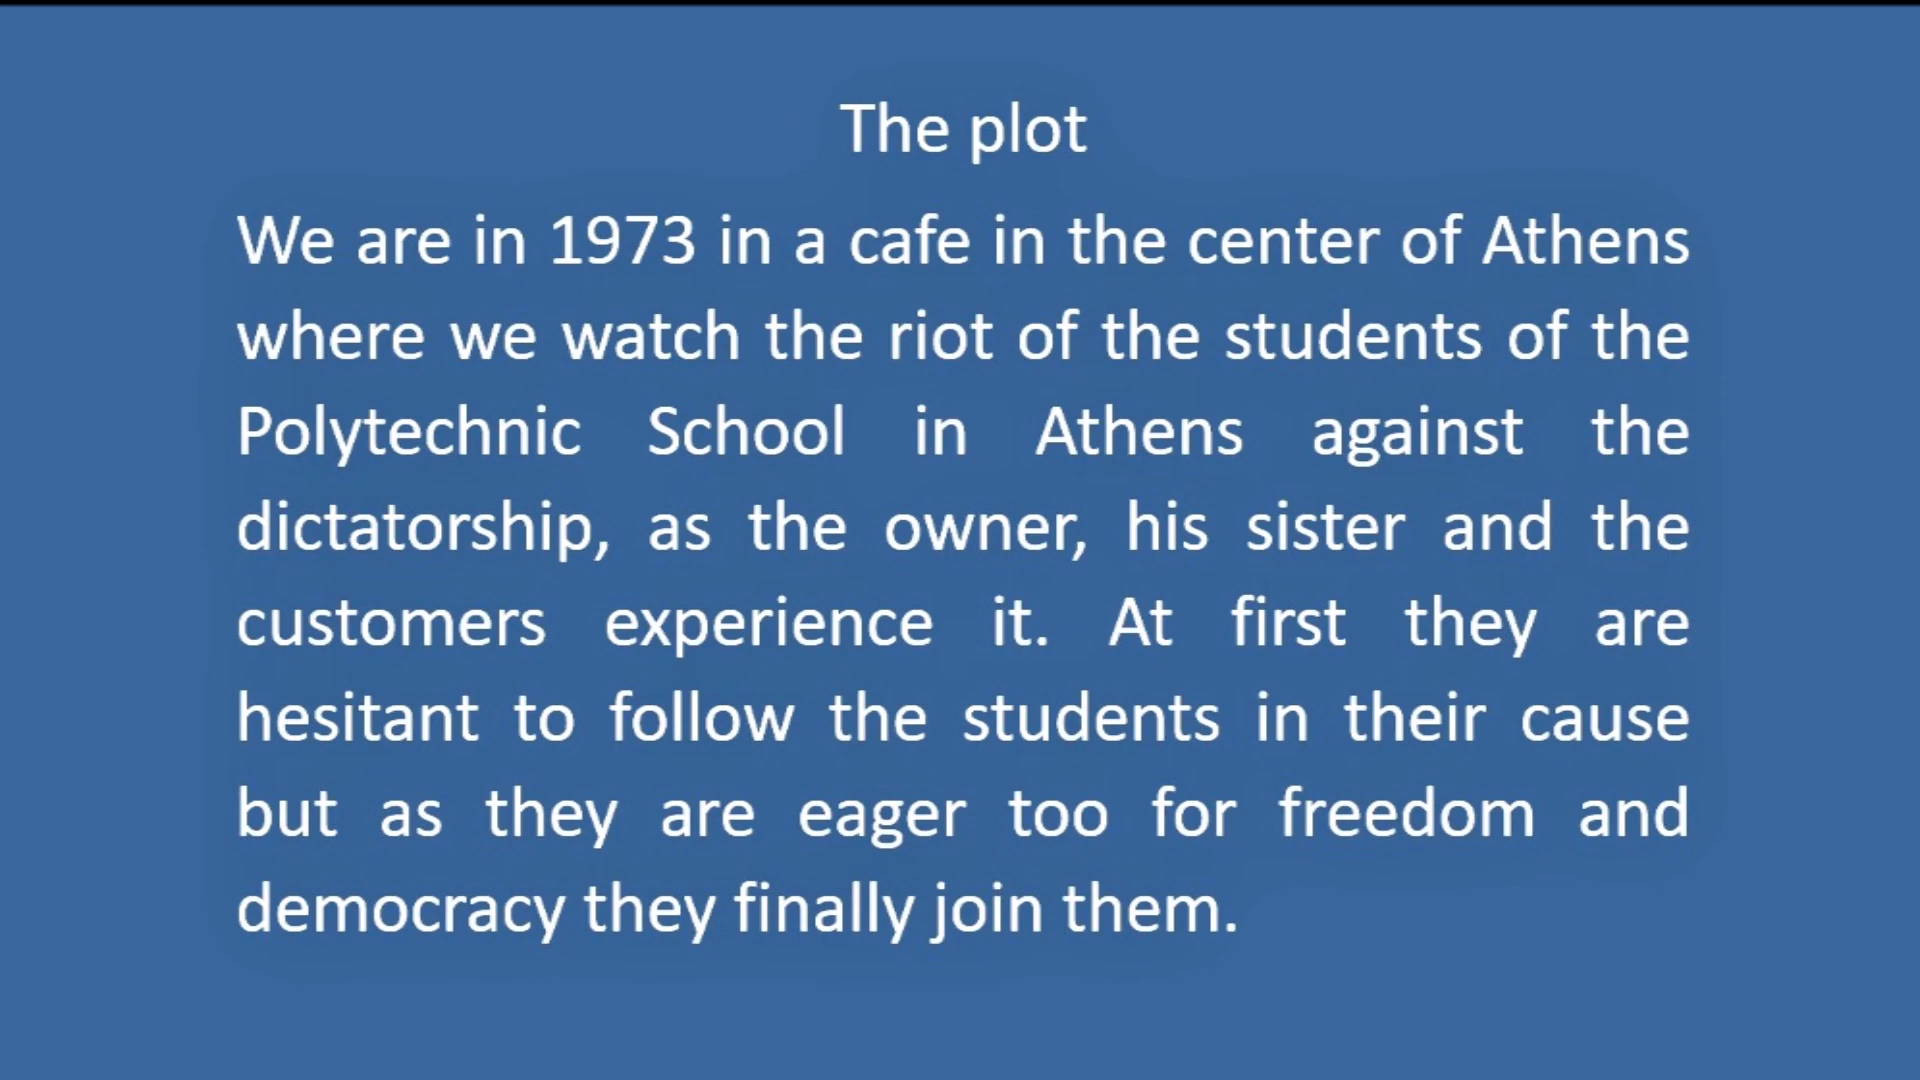 The plot
We are in 1973 in a cafe in the center of Athens
where we watch the riot of the students of the
Polytechnic School in Athens against the
dictatorship, as the owner, his sister and the
customers experience it. At first they are
hesitant to follow the students in their cause
but as they are eager too for freedom and
democracy they finally join them.